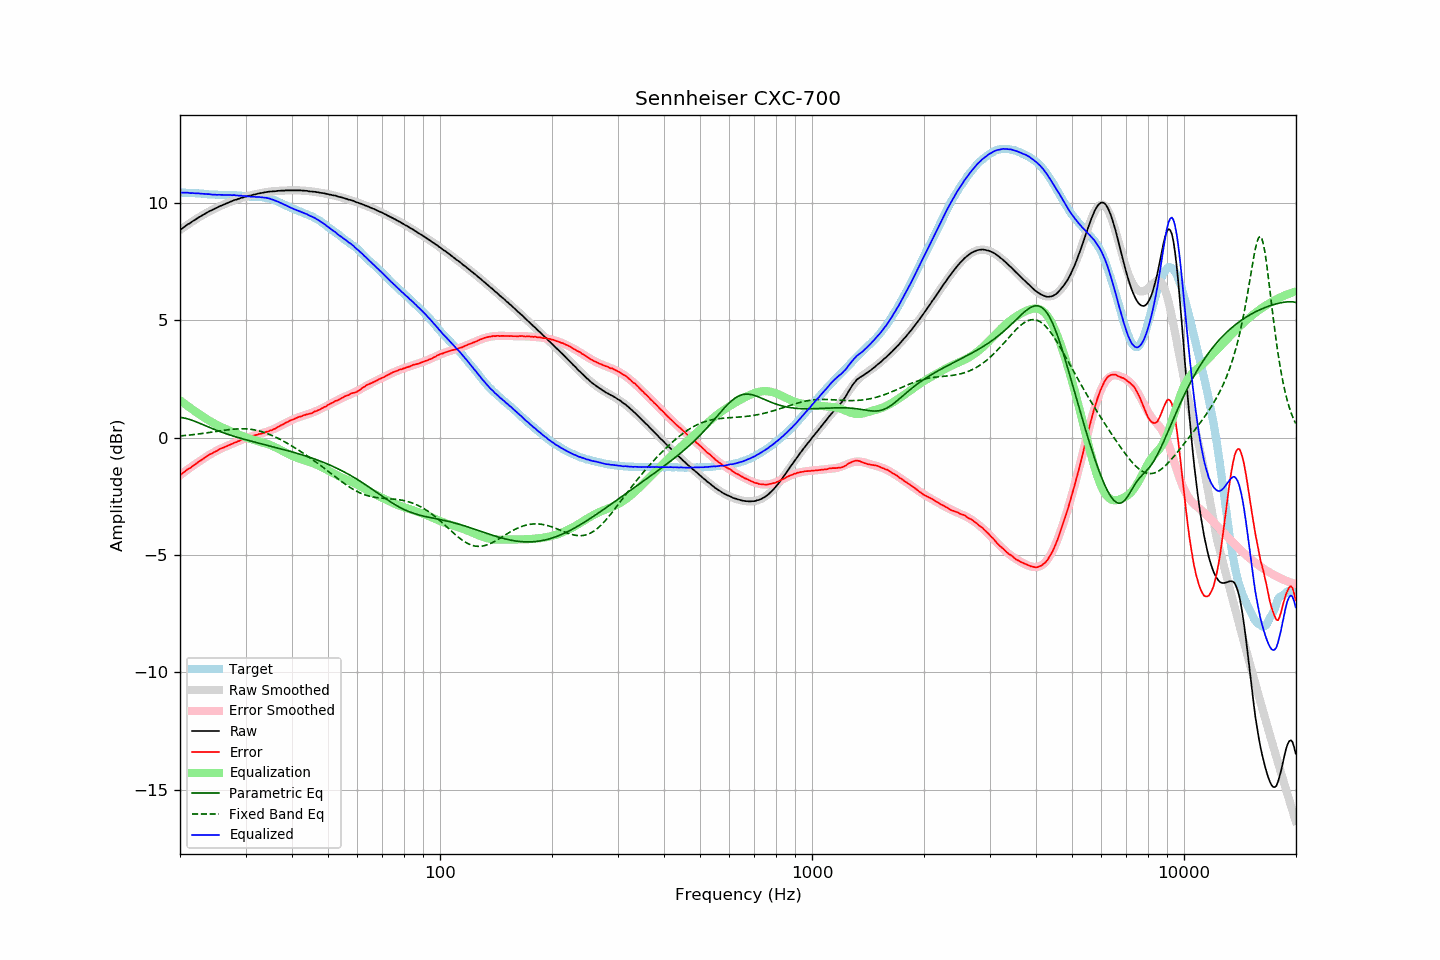 Sennheiser CXC-700
Amplitude (dBr)
10
5
0
−5
−10
−15
Target
Raw Smoothed
Error Smoothed
Raw
Error
Equalization
Parametric Eq
Fixed Band Eq
Equalized
100
1000
10000
Frequency (Hz)